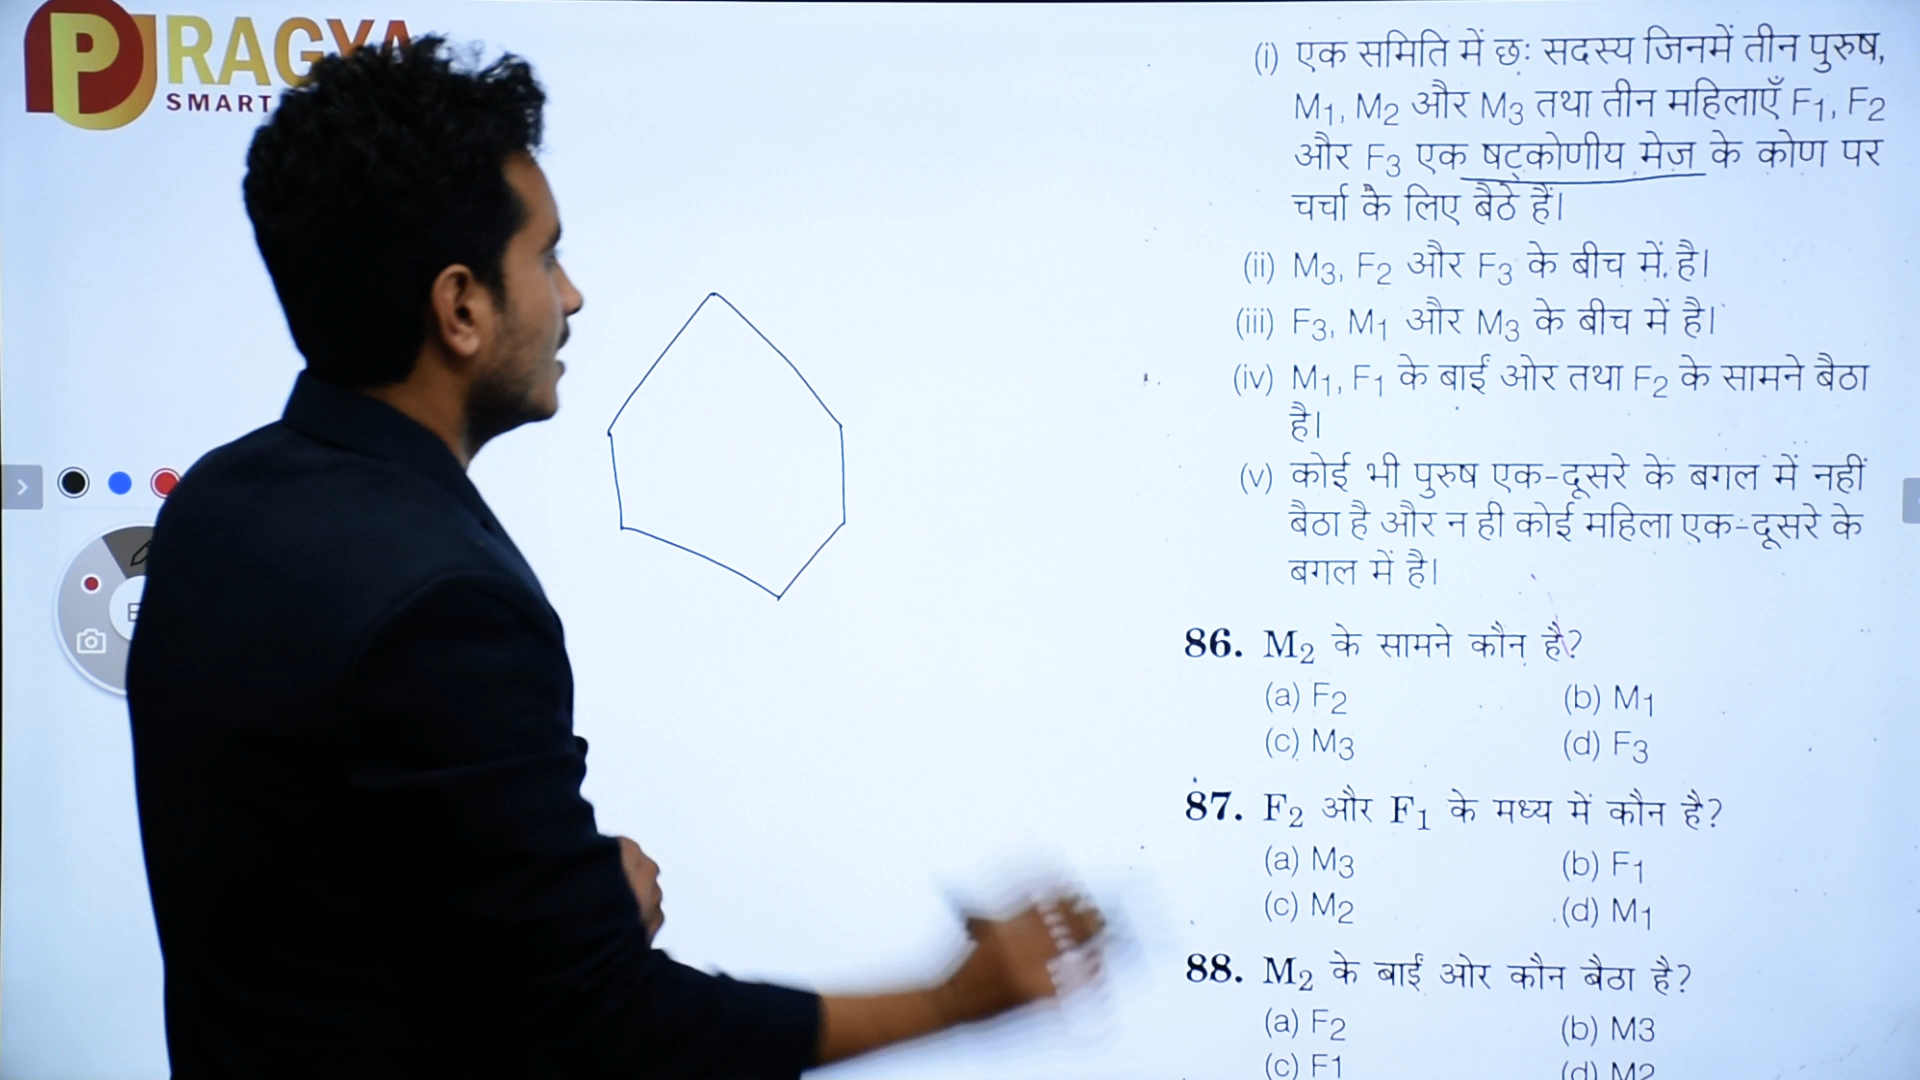 PRAGYA
SMART
(i) एक समिति में छः सदस्य जिनमें तीन पुरुष,
M1, M2 और M3 तथा तीन महिलाएँ F1, F2
और F3 एक षट्कोणीय मेज के कोण पर
चर्चा के लिए बैठे हैं।
(ii) M3, F2 और F3 के बीच में है।
(iii) F3, M1 और M3 के बीच में है।
(iv) M1, F1 के बाईं ओर तथा F2 के सामने बैठा
है।
(v) कोई भी पुरुष एक-दूसरे के बगल में नहीं
बैठा है और न ही कोई महिला एक-दूसरे के
बगल में है।
86. M2 के सामने कौन है?
(a) F2 (b) M1
(c) M3 (d) F3
87. F2 और F1 के मध्य में कौन है?
(a) M3 (b) F1
(c) M2 (d) M1
88. M2 के बाईं ओर कौन बैठा है?
(a) F2 (b) M3
(c) F1 (d) M2